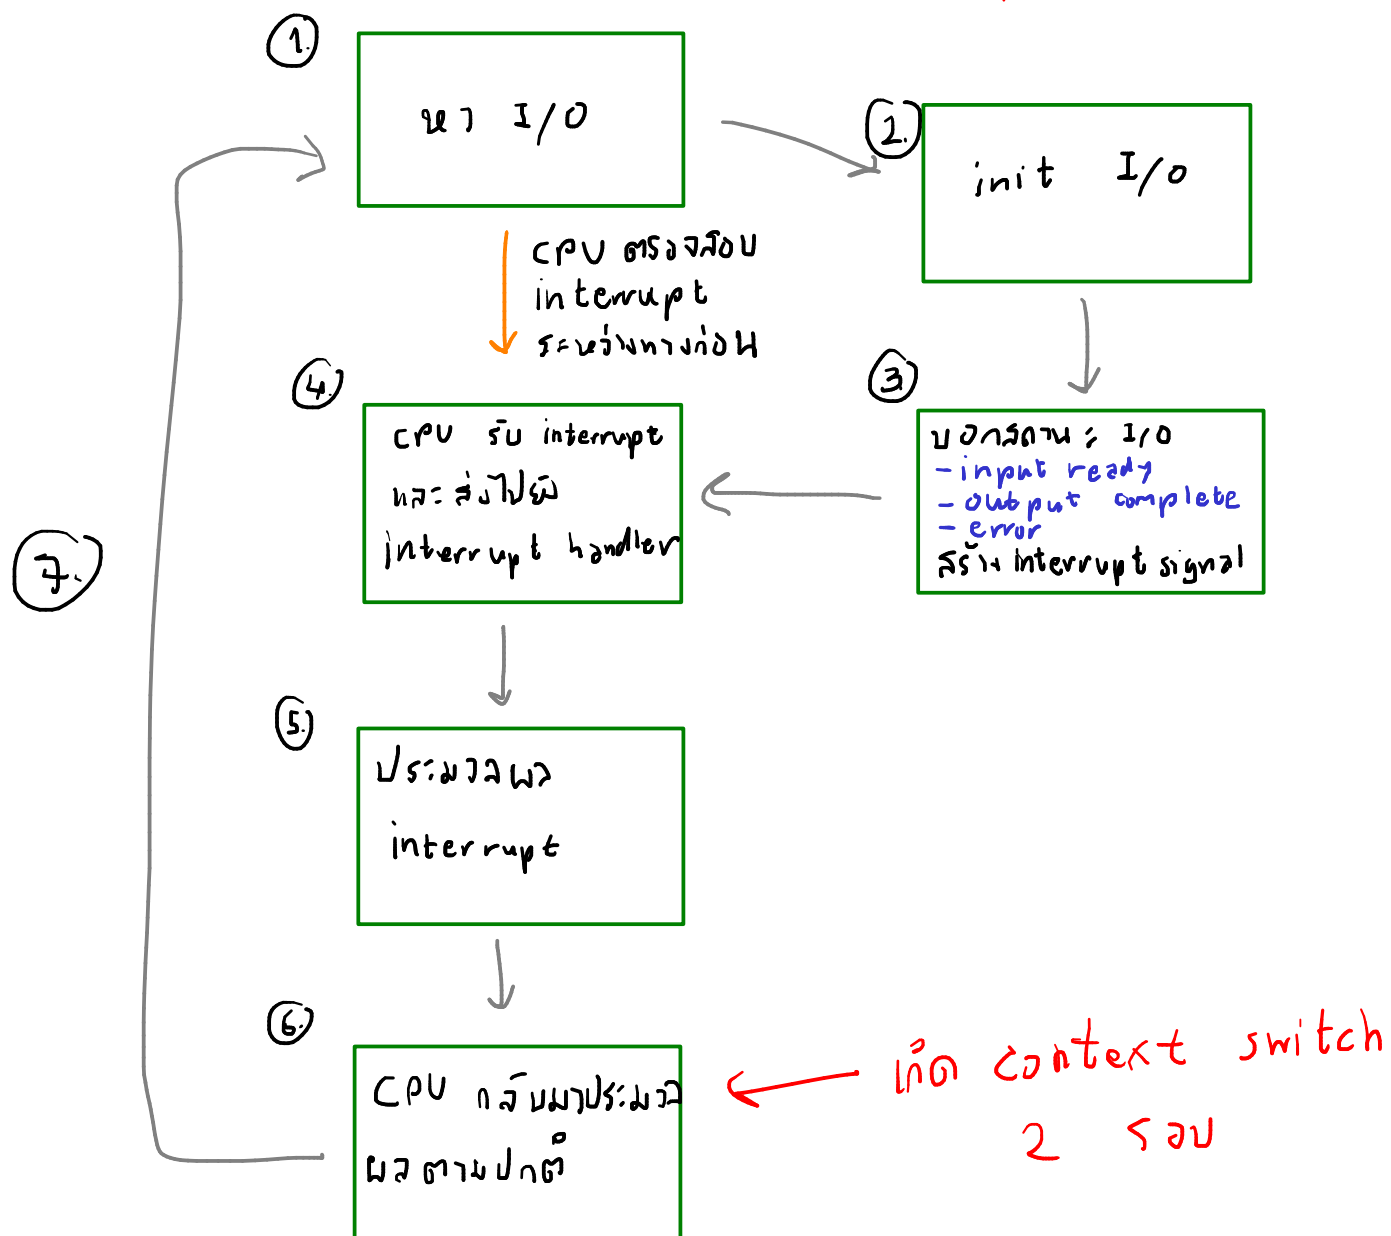 1.
หา I/O
2.
init I/O
CPU ตรวจสอบ
interrupt
ระหว่างทางก่อน
3
บอกสถานะ I/O
- input ready
- output complete
- error
สร้าง interrupt signal
4.
CPU รับ interrupt
และส่งไปยัง
interrupt handler
5.
ประมวลผล
interrupt
6.
CPU กลับมาประมวล
ผลตามปกติ
เกิด context switch
2 รอบ
7.